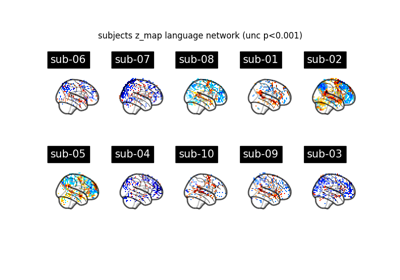 subjects z_map language network (unc p<0.001)
sub-06 sub-07 sub-08 sub-01 sub-02
sub-05 sub-04 sub-10 sub-09 sub-03